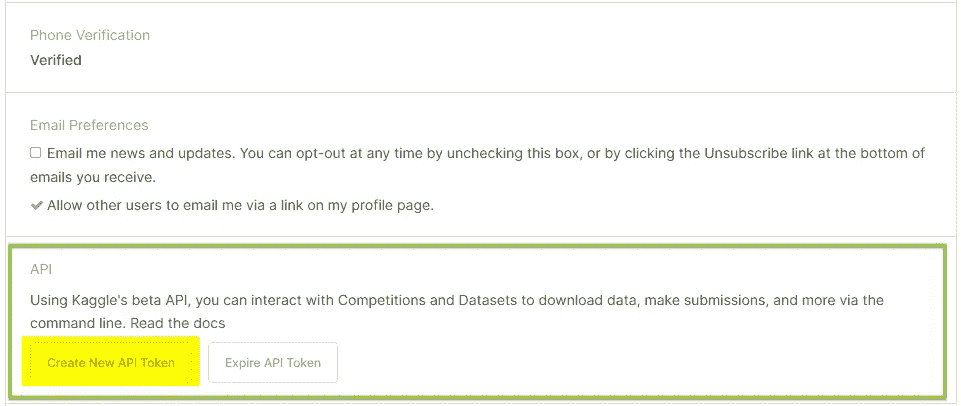 Phone Verification
Verified
Email Preferences
Email me news and updates. You can opt-out at any time by unchecking this box, or by clicking the Unsubscribe link at the bottom of
emails you receive.
Allow other users to email me via a link on my profile page.
API
Using Kaggle's beta API, you can interact with Competitions and Datasets to download data, make submissions, and more via the
command line. Read the docs
Create New API Token Expire API Token